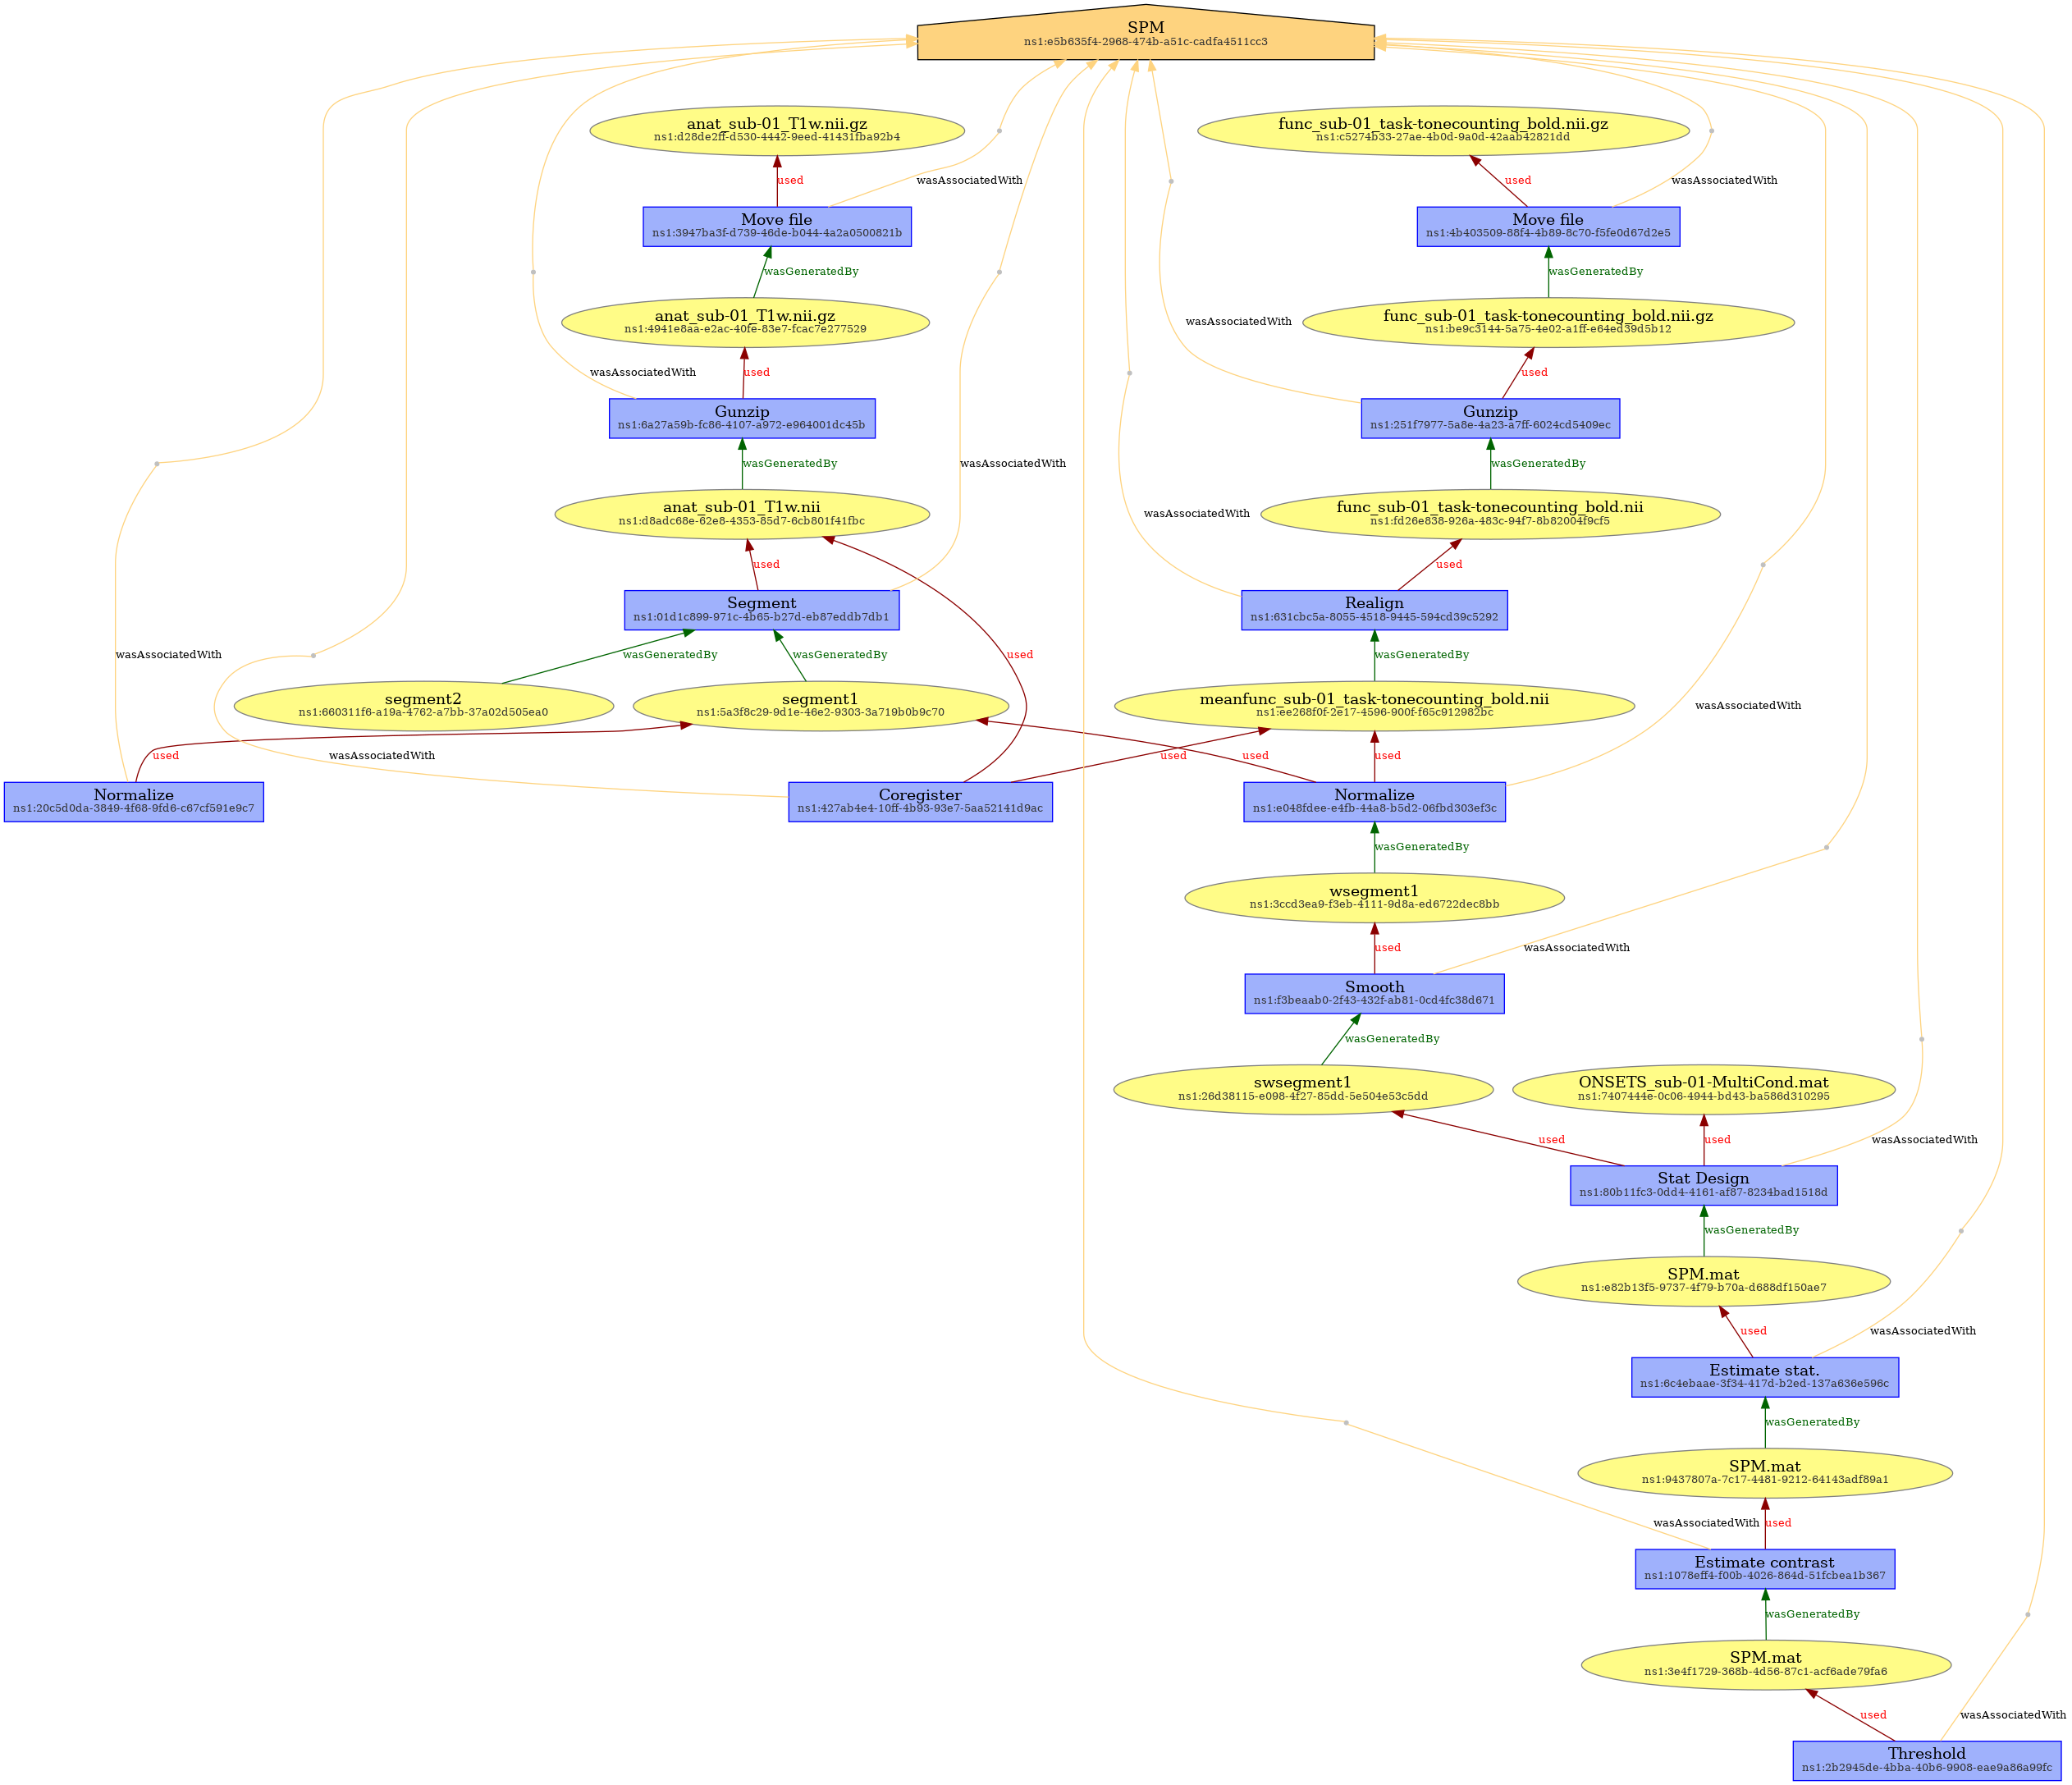 SPM
ns1:e5b635f4-2968-474b-a51c-cadfa4511cc3
anat_sub-01_T1w.nii.gz
ns1:d28de2ff-d530-4442-9eed-41431fba92b4
func_sub-01_task-tonecounting_bold.nii.gz
ns1:c5274b33-27ae-4b0d-9a0d-42aab42821dd
used
wasAssociatedWith
used
wasAssociatedWith
Move file
ns1:3947ba3f-d739-46de-b044-4a2a0500821b
Move file
ns1:4b403509-88f4-4b89-8c70-f5fe0d67d2e5
wasGeneratedBy
wasGeneratedBy
anat_sub-01_T1w.nii.gz
ns1:4941e8aa-e2ac-40fe-83e7-fcac7e277529
wasAssociatedWith
func_sub-01_task-tonecounting_bold.nii.gz
ns1:be9c3144-5a75-4e02-a1ff-e64ed39d5b12
wasAssociatedWith
used
used
Gunzip
ns1:6a27a59b-fc86-4107-a972-e964001dc45b
Gunzip
ns1:251f7977-5a8e-4a23-a7ff-6024cd5409ec
wasGeneratedBy
wasAssociatedWith
wasGeneratedBy
anat_sub-01_T1w.nii
ns1:d8adc68e-62e8-4353-85d7-6cb801f41fbc
wasAssociatedWith
func_sub-01_task-tonecounting_bold.nii
ns1:fd26e838-926a-483c-94f7-8b82004f9cf5
used
used
Segment
ns1:01d1c899-971c-4b65-b27d-eb87eddb7db1
Realign
ns1:631cbc5a-8055-4518-9445-594cd39c5292
wasAssociatedWith
wasGeneratedBy
wasGeneratedBy
used
wasGeneratedBy
segment2
ns1:660311f6-a19a-4762-a7bb-37a02d505ea0
segment1
ns1:5a3f8c29-9d1e-46e2-9303-3a719b0b9c70
meanfunc_sub-01_task-tonecounting_bold.nii
ns1:ee268f0f-2e17-4596-900f-f65c912982bc
wasAssociatedWith
used
wasAssociatedWith
used
used
used
Normalize
ns1:20c5d0da-3849-4f68-9fd6-c67cf591e9c7
Coregister
ns1:427ab4e4-10ff-4b93-93e7-5aa52141d9ac
Normalize
ns1:e048fdee-e4fb-44a8-b5d2-06fbd303ef3c
wasGeneratedBy
wsegment1
ns1:3ccd3ea9-f3eb-4111-9d8a-ed6722dec8bb
used
wasAssociatedWith
Smooth
ns1:f3beaab0-2f43-432f-ab81-0cd4fc38d671
wasGeneratedBy
swsegment1
ns1:26d38115-e098-4f27-85dd-5e504e53c5dd
ONSETS_sub-01-MultiCond.mat
ns1:7407444e-0c06-4944-bd43-ba586d310295
used
used
wasAssociatedWith
Stat Design
ns1:80b11fc3-0dd4-4161-af87-8234bad1518d
wasGeneratedBy
SPM.mat
ns1:e82b13f5-9737-4f79-b70a-d688df150ae7
used
wasAssociatedWith
Estimate stat.
ns1:6c4ebaae-3f34-417d-b2ed-137a636e596c
wasGeneratedBy
SPM.mat
ns1:9437807a-7c17-4481-9212-64143adf89a1
wasAssociatedWith
used
Estimate contrast
ns1:1078eff4-f00b-4026-864d-51fcbea1b367
wasGeneratedBy
SPM.mat
ns1:3e4f1729-368b-4d56-87c1-acf6ade79fa6
used
wasAssociatedWith
Threshold
ns1:2b2945de-4bba-40b6-9908-eae9a86a99fc